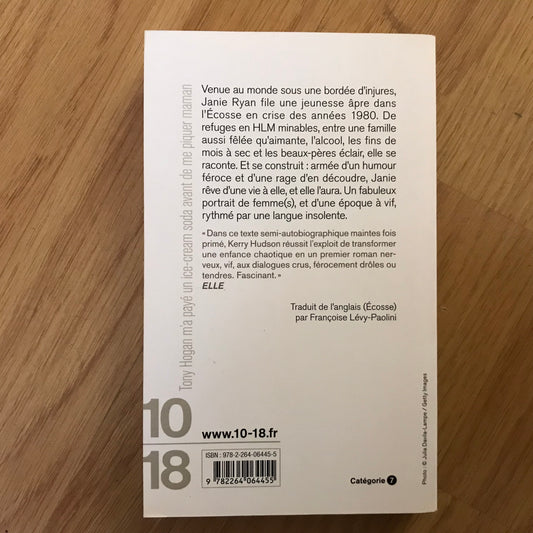 Tony Hogan m'a payé un ice-cream soda avant de me piquer maman
Venue au monde sous une bordée d'injures,
Janie Ryan file une jeunesse âpre dans
l'Écosse en crise des années 1980. De
refuges en HLM minables, entre une famille
aussi fêlée qu'aimante, l'alcool, les fins de
mois à sec et les beaux-pères éclair, elle se
raconte. Et se construit : armée d'un humour
féroce et d'une rage d'en découdre, Janie
rêve d'une vie à elle, et elle l'aura. Un fabuleux
portrait de femme(s), et d'une époque à vif,
rythmé par une langue insolente.
« Dans ce texte semi-autobiographique maintes fois
primé, Kerry Hudson réussit l'exploit de transformer
une enfance chaotique en un premier roman ner-
veux, vif, aux dialogues crus, férocement drôles ou
tendres. Fascinant. »
ELLE
Traduit de l'anglais (Écosse)
par Françoise Lévy-Paolini
10
18
www.10-18.fr
ISBN : 978-2-264-06445-5
9 782264 064455
Catégorie 7
Photo : © Julia Davila-Lampe / Getty Images